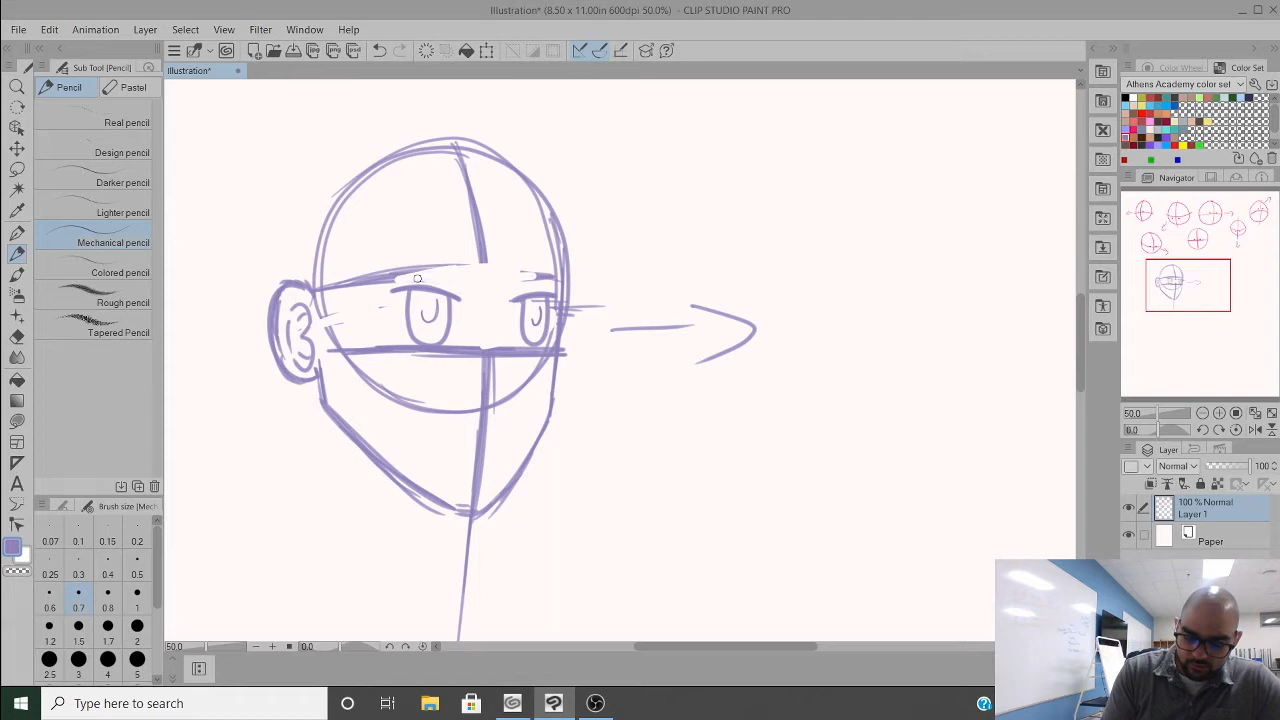 Illustration* (8.50 x 11.00in 600dpi 50.0%) - CLIP STUDIO PAINT PRO
File Edit Animation Layer Select View Filter Window Help
Illustration*
Sub Tool [Pencil]
Pencil Pastel
Real pencil
Design pencil
Darker pencil
Lighter pencil
Mechanical pencil
Colored pencil
Rough pencil
Tapered Pencil
Brush size [Mech
0.07 0.1 0.15 0.2
0.25 0.3 0.4 0.5
0.6 0.7 0.8 1
1.2 1.5 1.7 2
2.5 3 4 5
50.0 0.0
Color Wheel Color Set
Athens Academy color set
Navigator
50.0
0.0
Layer
Normal 100
100 % Normal
Layer 1
Paper
Type here to search